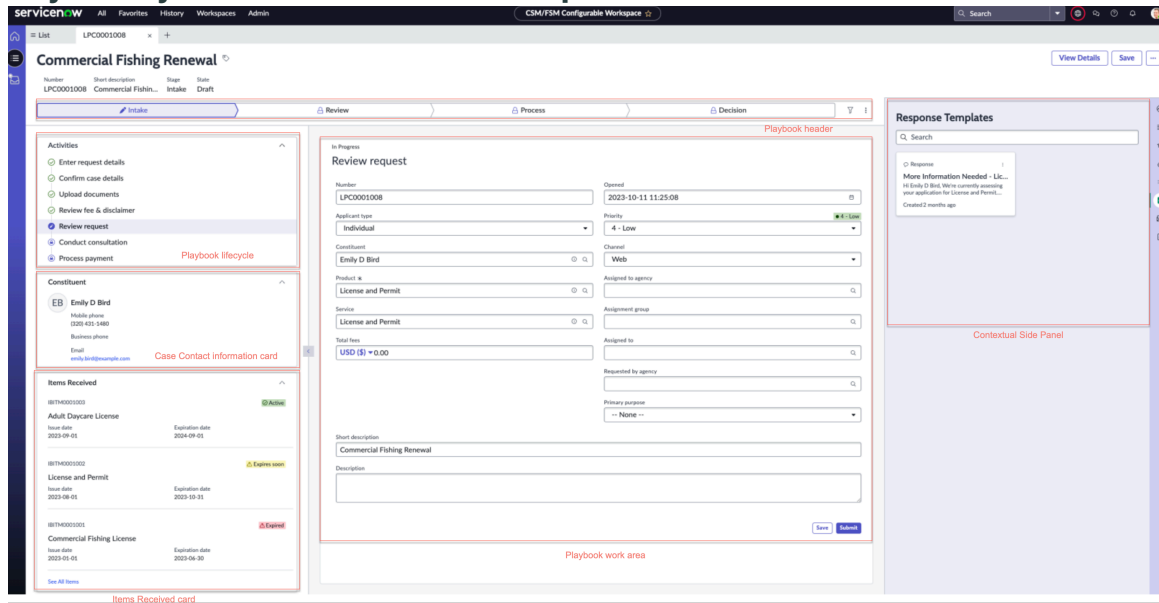 servicenow All Favorites History Workspaces Admin CSM/FSM Configurable Workspace Search
List LPC0001008 × +
Commercial Fishing Renewal View Details Save
Number Short description Stage State
LPC0001008 Commercial Fishin... Intake Draft
Intake Review Process Decision
Playbook header
Response Templates
Search
Response
More Information Needed - Lic...
Hi Emily D Bird, We're currently assessing
your application for License and Permit....
Created 2 months ago
Contextual Side Panel
Activities
Enter request details
Confirm case details
Upload documents
Review fee & disclaimer
Review request
Conduct consultation
Process payment
Playbook lifecycle
Constituent
EB Emily D Bird
Mobile phone
(320) 431-1480
Business phone
Email
emily.bird@example.com
Case Contact information card
Items Received
IBITM0001003 Active
Adult Daycare License
Issue date Expiration date
2023-09-01 2024-09-01
IBITM0001002 Expires soon
License and Permit
Issue date Expiration date
2023-08-01 2023-10-31
IBITM0001001 Expired
Commercial Fishing License
Issue date Expiration date
2023-01-01 2023-06-30
See All Items
Items Received card
In Progress
Review request
Number Opened
LPC0001008 2023-10-11 11:25:08
Applicant type Priority 4 - Low
Individual 4 - Low
Constituent Channel
Emily D Bird Web
Product Assigned to agency
License and Permit
Service Assignment group
License and Permit
Total fees Assigned to
USD ($) 0.00
Requested by agency
Primary purpose
-- None --
Short description
Commercial Fishing Renewal
Description
Save Submit
Playbook work area